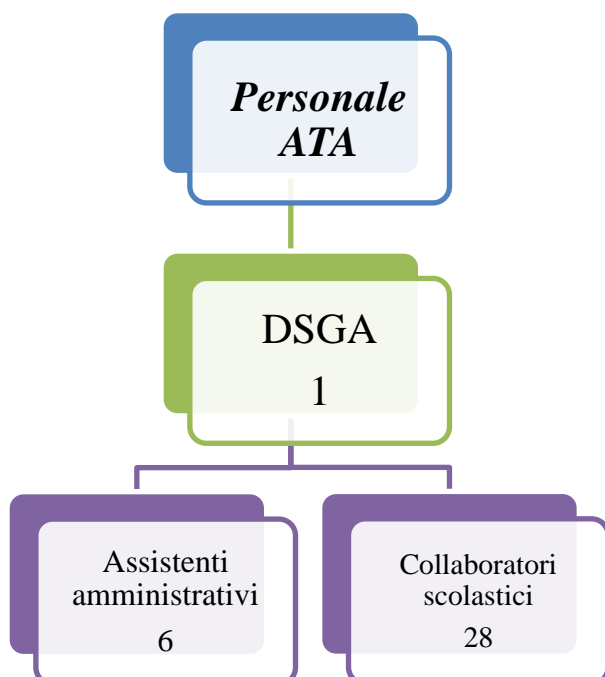 Personale
ATA
DSGA
1
Assistenti
amministrativi
6
Collaboratori
scolastici
28